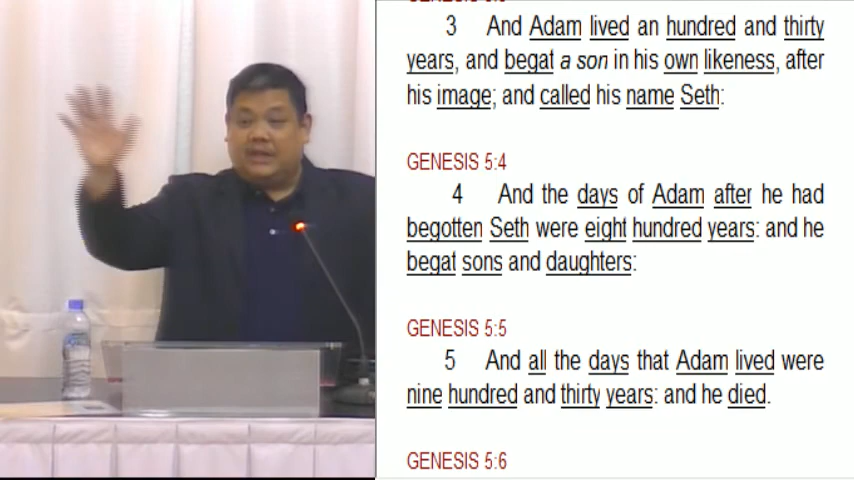 3 And Adam lived an hundred and thirty
years, and begat a son in his own likeness, after
his image; and called his name Seth:
GENESIS 5:4
4 And the days of Adam after he had
begotten Seth were eight hundred years: and he
begat sons and daughters:
GENESIS 5:5
5 And all the days that Adam lived were
nine hundred and thirty years: and he died.
GENESIS 5:6